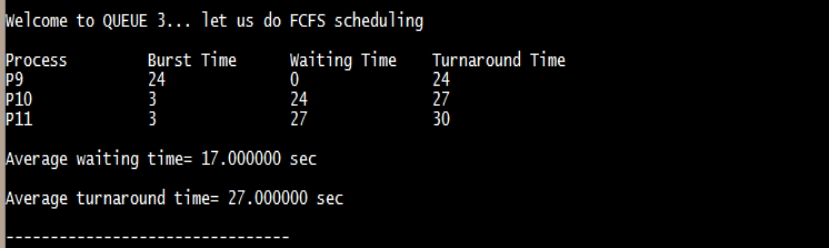 Welcome to QUEUE 3... let us do FCFS scheduling
Process Burst Time Waiting Time Turnaround Time
P9 24 0 24
P10 3 24 27
P11 3 27 30
Average waiting time= 17.000000 sec
Average turnaround time= 27.000000 sec
--------------------------------